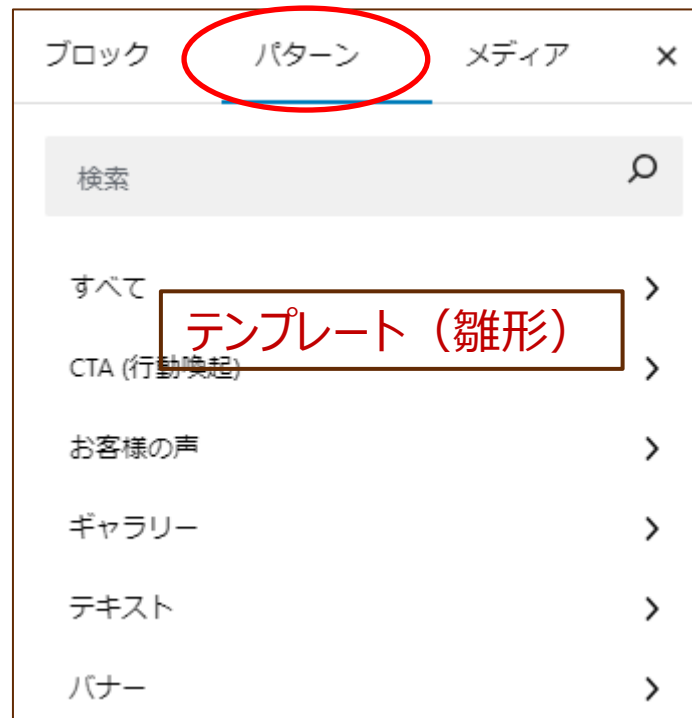 ブロック パターン メディア ×
検索
すべて
テンプレート（雛形）
CTA (行動喚起)
お客様の声
ギャラリー
テキスト
バナー